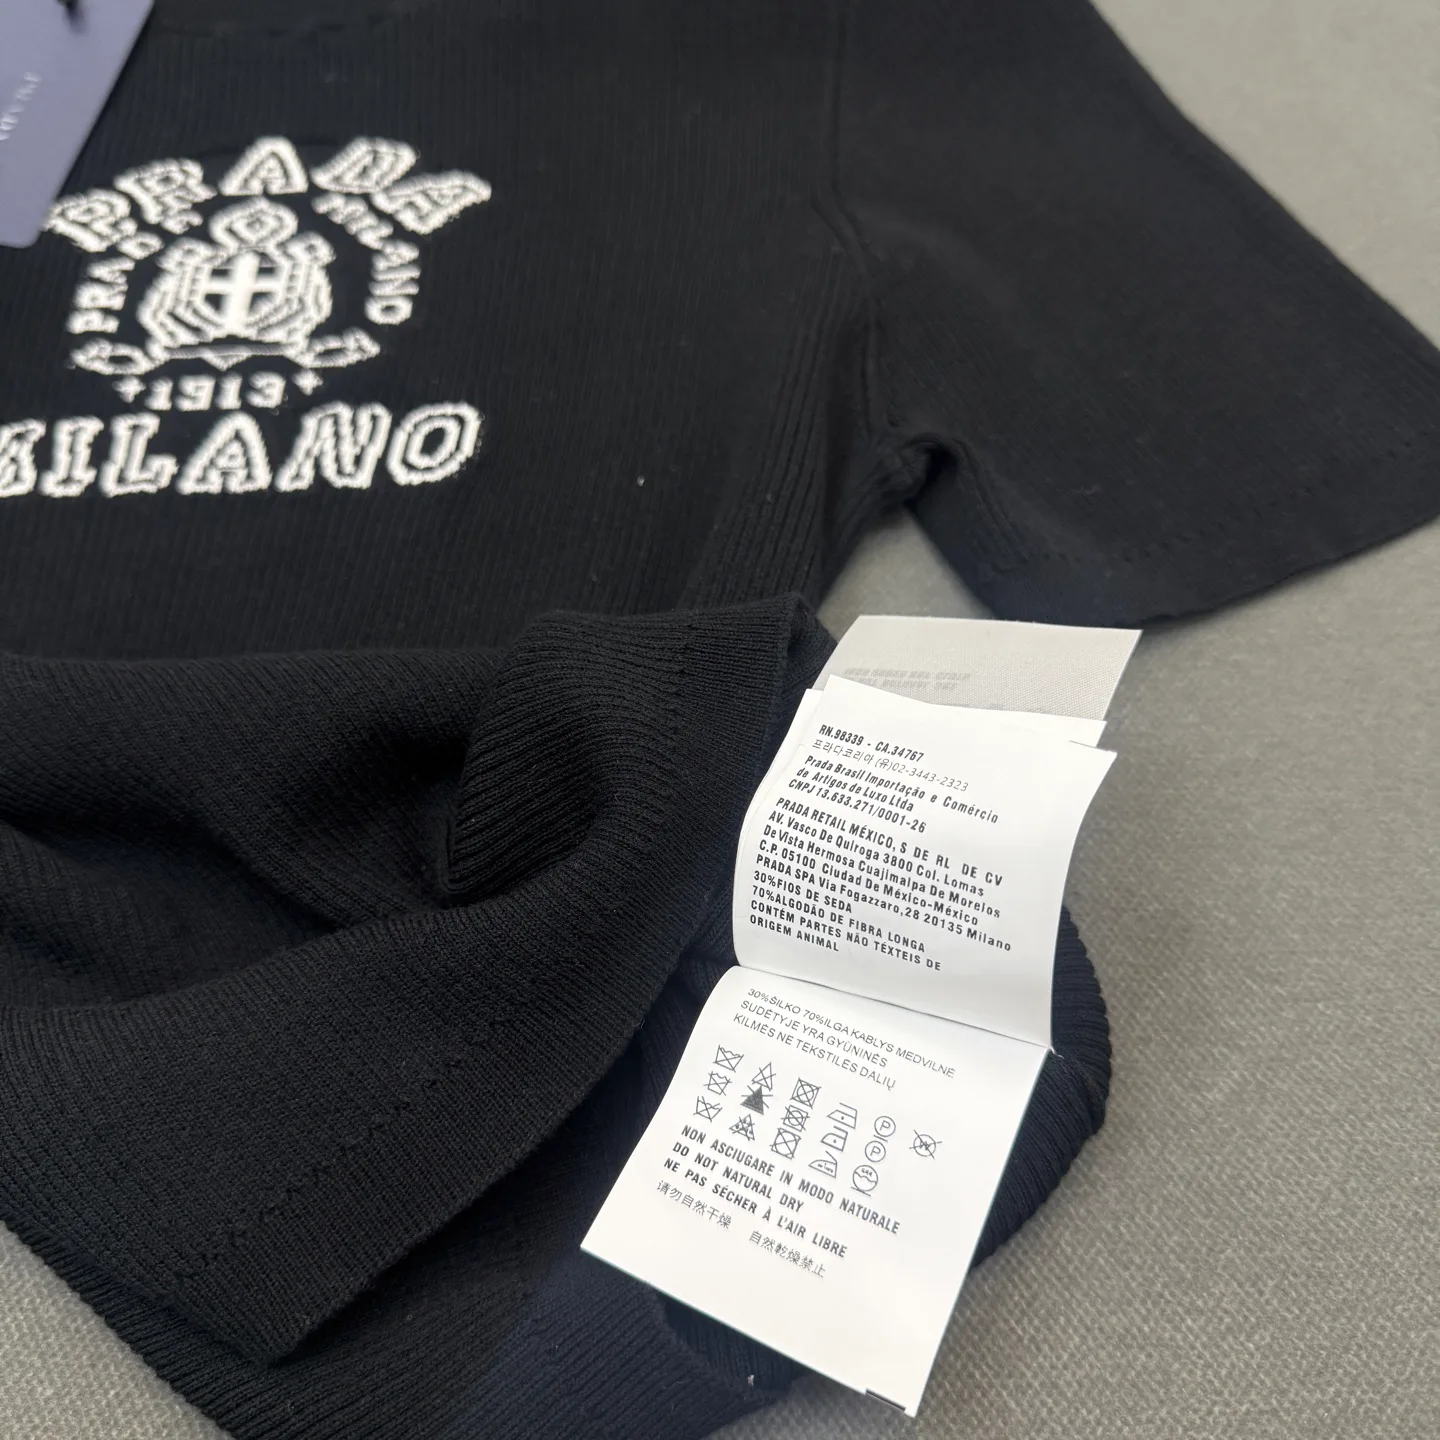 PRADA
PRADA MILANO
1913
MILANO
RN.98339 - CA.34767
프라다코리아 (유)02-3443-2323
Prada Brasil Importação e Comércio
de Artigos de Luxo Ltda
CNPJ 13.633.271/0001-26
PRADA RETAIL MÉXICO, S DE RL DE CV
AV. Vasco De Quiroga 3800 Col. Lomas
De Vista Hermosa Cuajimalpa De Morelos
C.P. 05100 Ciudad De México-México
PRADA SPA Via Fogazzaro,28 20135 Milano
30%FIOS DE SEDA
70%ALGODÃO DE FIBRA LONGA
CONTÉM PARTES NÃO TÉXTEIS DE
ORIGEM ANIMAL
30%ŠILKO 70%ILGA KABLYS MEDVILNĖ
SUDĖTYJE YRA GYŪNINĖS
KILMĖS NE TEKSTILĖS DALIŲ
P
P
W
NON ASCIUGARE IN MODO NATURALE
DO NOT NATURAL DRY
NE PAS SÉCHER À L'AIR LIBRE
请勿自然干燥 自然乾燥禁止